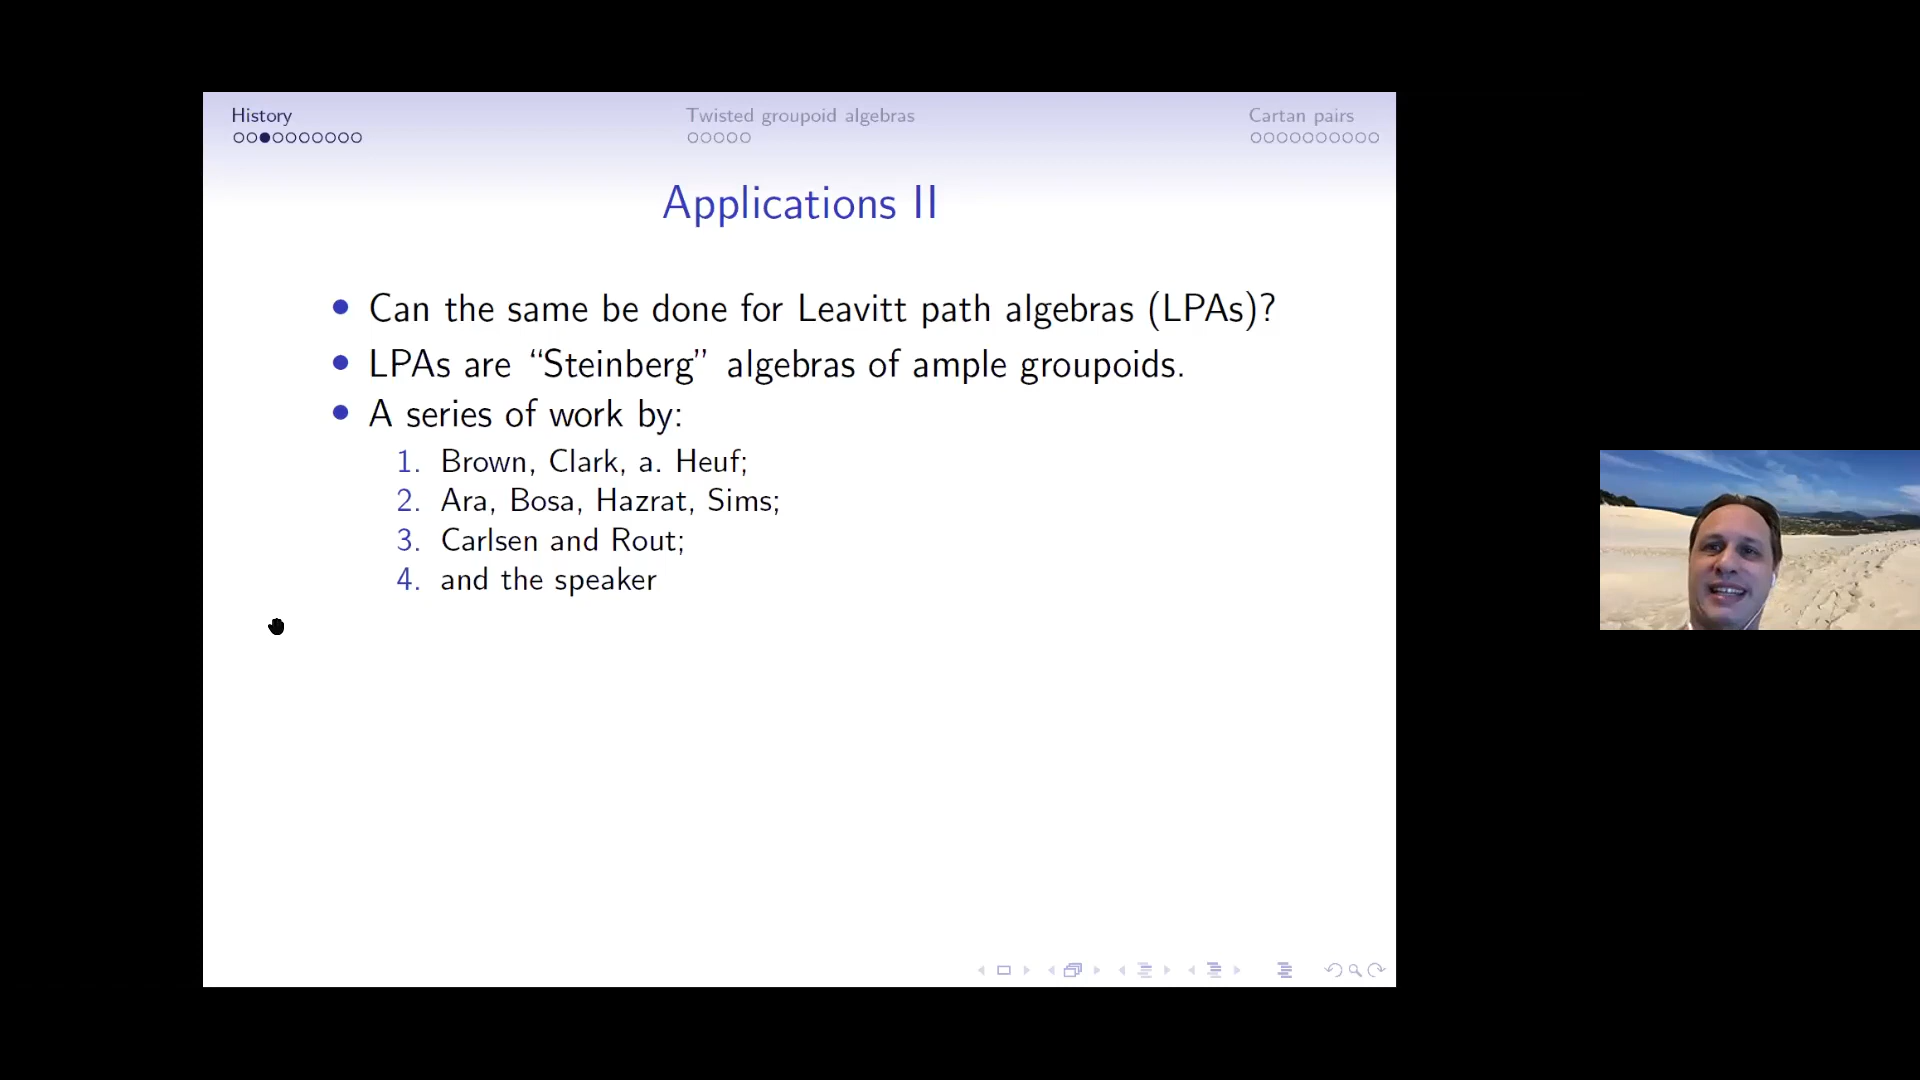 History
Twisted groupoid algebras
Cartan pairs
Applications II
Can the same be done for Leavitt path algebras (LPAs)?
LPAs are “Steinberg” algebras of ample groupoids.
A series of work by:
1. Brown, Clark, a. Heuf;
2. Ara, Bosa, Hazrat, Sims;
3. Carlsen and Rout;
4. and the speaker